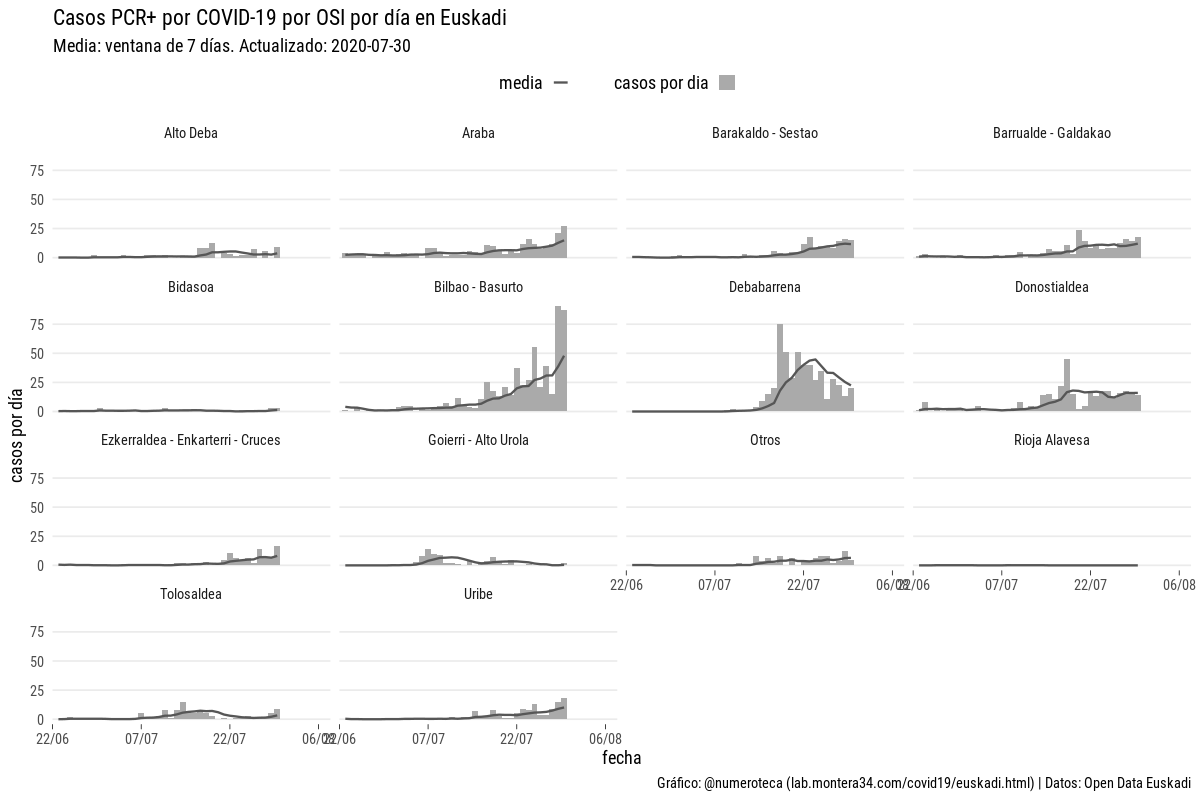 Casos PCR+ por COVID-19 por OSI por día en Euskadi
Media: ventana de 7 días. Actualizado: 2020-07-30
media casos por dia
Alto Deba Araba Barakaldo - Sestao Barrualde - Galdakao
75
50
25
0
Bidasoa Bilbao - Basurto Debabarrena Donostialdea
75
50
25
0
casos por día
Ezkerraldea - Enkarterri - Cruces Goierri - Alto Urola Otros Rioja Alavesa
75
50
25
0
22/06 07/07 22/07 06/08 22/06 07/07 22/07 06/08
Tolosaldea Uribe
75
50
25
0
22/06 07/07 22/07 06/08 22/06 07/07 22/07 06/08
fecha
Gráfico: @numeroteca (lab.montera34.com/covid19/euskadi.html) | Datos: Open Data Euskadi